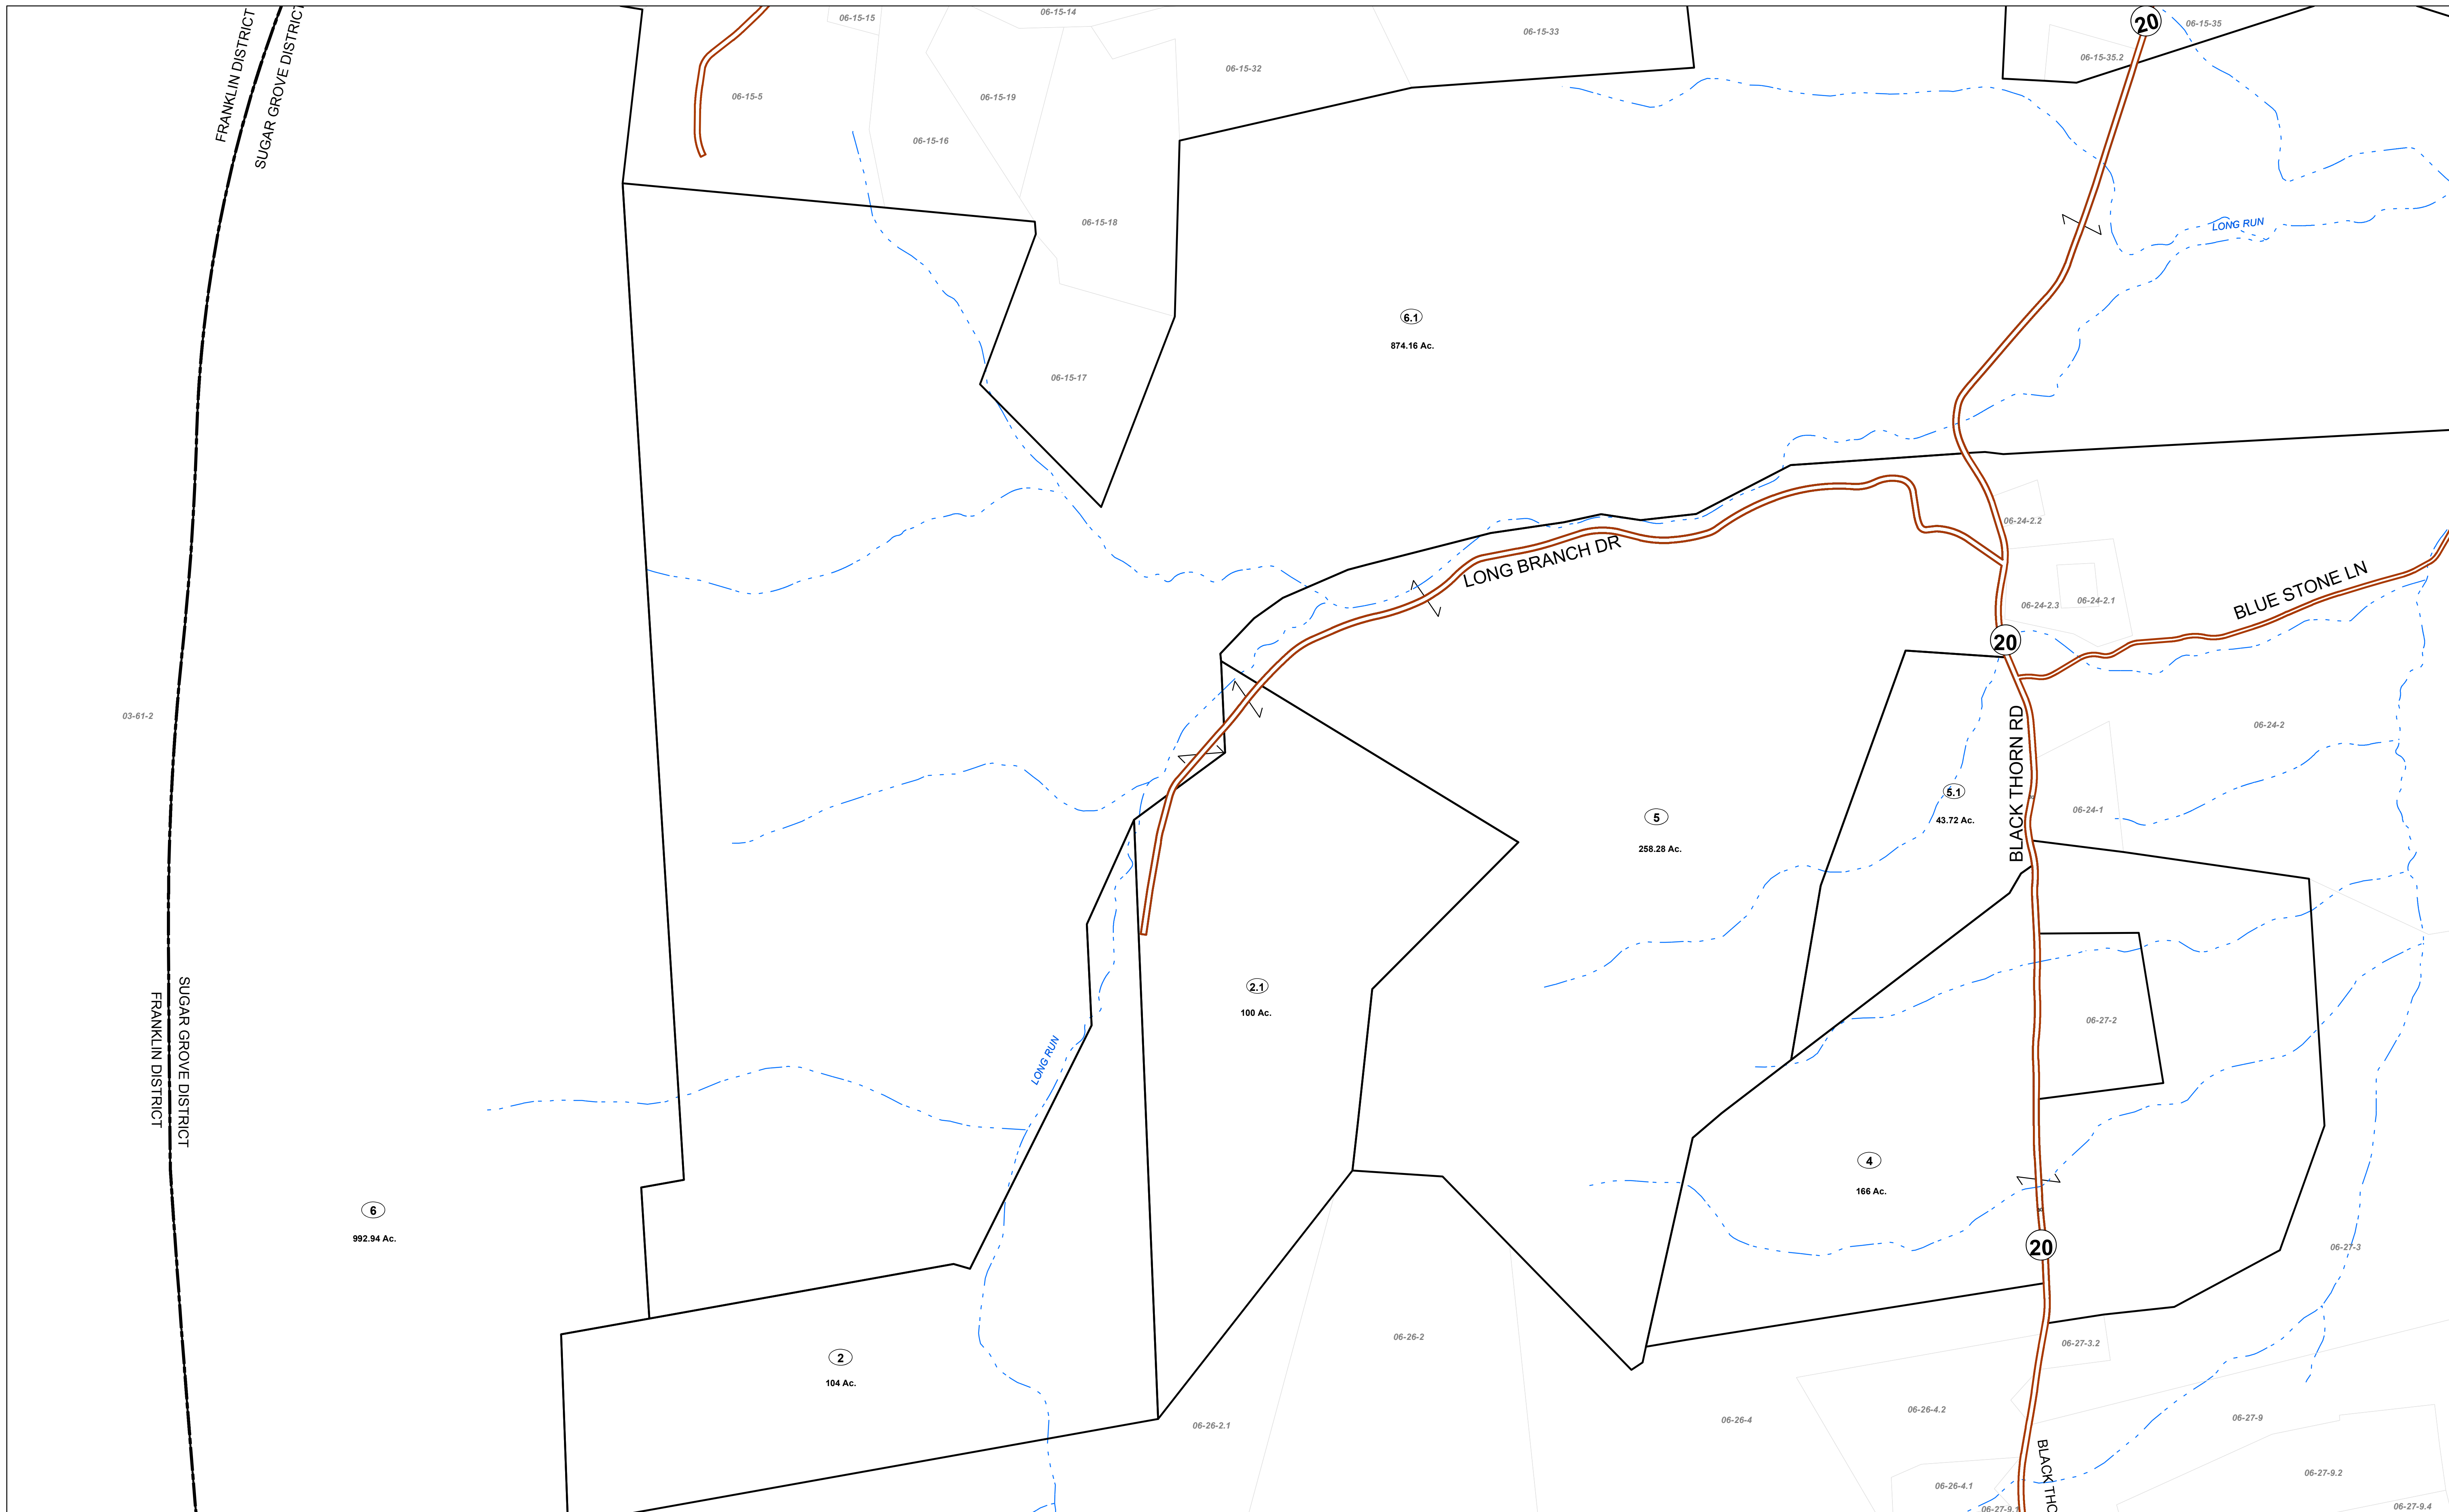 FRANKLIN DISTRICT
SUGAR GROVE DISTRICT
06-15-15
06-15-14
06-15-33
20
06-15-35
06-15-35.2
06-15-32
06-15-5
06-15-19
06-15-16
06-15-18
LONG RUN
6.1
874.16 Ac.
06-15-17
06-24-2.2
LONG BRANCH DR
BLUE STONE LN
06-24-2.3
06-24-2.1
20
03-61-2
06-24-2
BLACK THORN RD
5.1
43.72 Ac.
06-24-1
5
258.28 Ac.
2.1
100 Ac.
06-27-2
SUGAR GROVE DISTRICT
FRANKLIN DISTRICT
LONG RUN
4
166 Ac.
6
992.94 Ac.
20
06-27-3
06-26-2
06-27-3.2
2
104 Ac.
06-26-2.1
06-26-4
06-26-4.2
06-27-9
BLACK THO
06-27-9.2
06-26-4.1
06-27-9.4